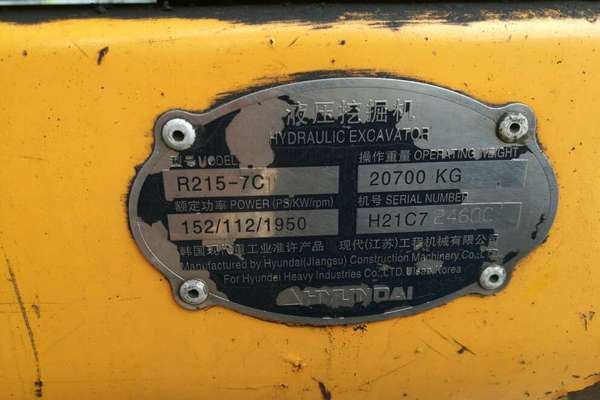 液压挖掘机
HYDRAULIC EXCAVATOR
型号 MODEL
操作重量 OPERATING WEIGHT
R215-7C
20700 KG
额定功率 POWER (PS/KW/rpm)
机号 SERIAL NUMBER
152/112/1950
H21C7
韩国现代重工业准许产品 现代(江苏)工程机械有限公司
Manufactured by Hyundai(Jiangsu) Construction Machinery Co.,LTD.
For Hyundai Heavy Industries Co.,LTD. Ulsan Korea
HYUNDAI